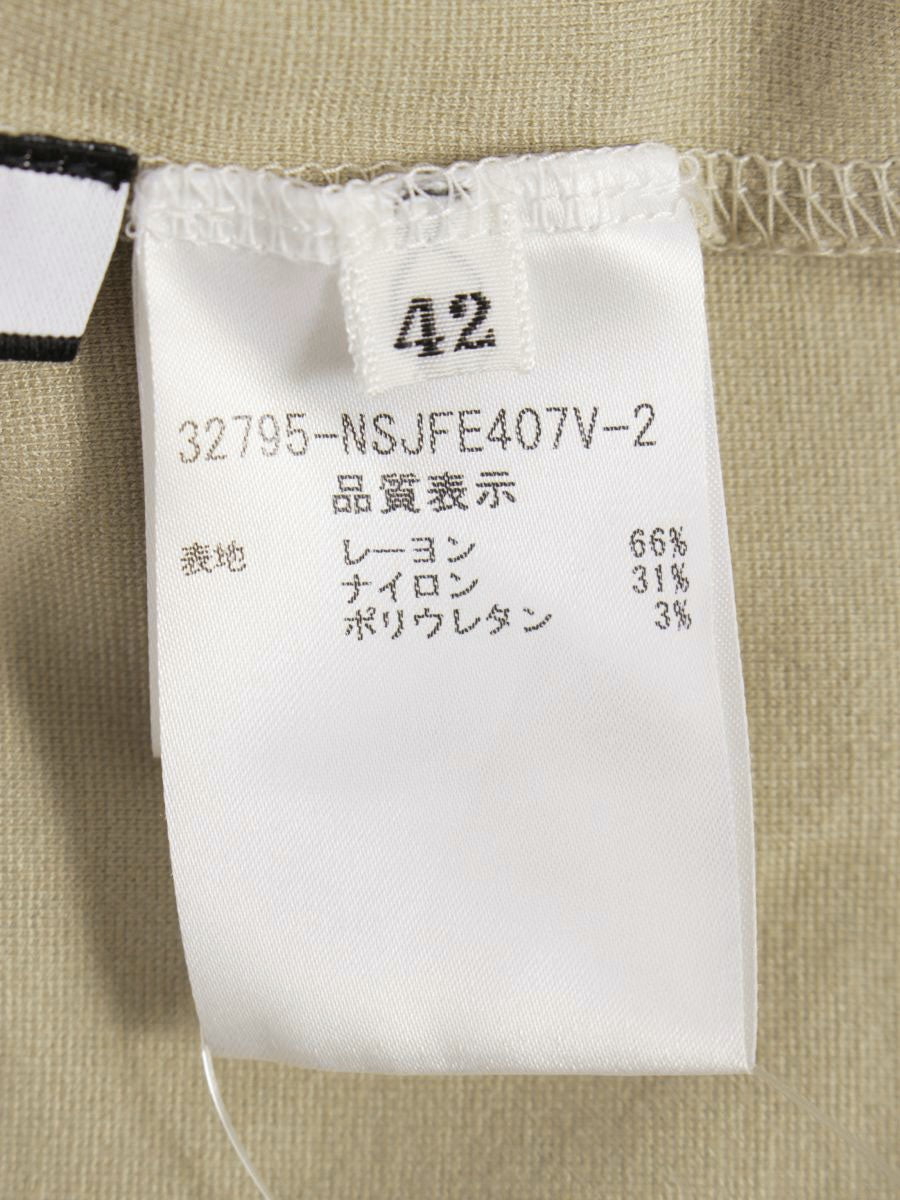 42
32795-NSJFE407V-2
品質表示
表地 レーヨン 66%
ナイロン 31%
ポリウレタン 3%